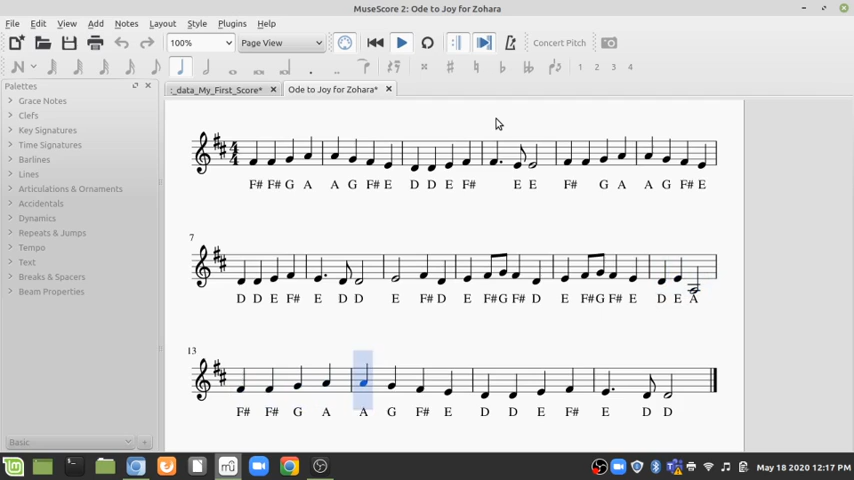 MuseScore 2: Ode to Joy for Zohara
File Edit View Add Notes Layout Style Plugins Help
100% Page View Concert Pitch
1 2 3 4
Palettes
:_data_My_First_Score* Ode to Joy for Zohara*
Grace Notes
Clefs
Key Signatures
Time Signatures
Barlines
Lines
Articulations & Ornaments
Accidentals
Dynamics
Repeats & Jumps
Tempo
Text
Breaks & Spacers
Beam Properties
F# F# G A A G F# E D D E F# E E F# G A A G F# E
7
D D E F# E D D E F# D E F# G F# D E F# G F# E D E A
13
F# F# G A A G F# E D D E F# E D D
Basic
May 18 2020 12:17 PM